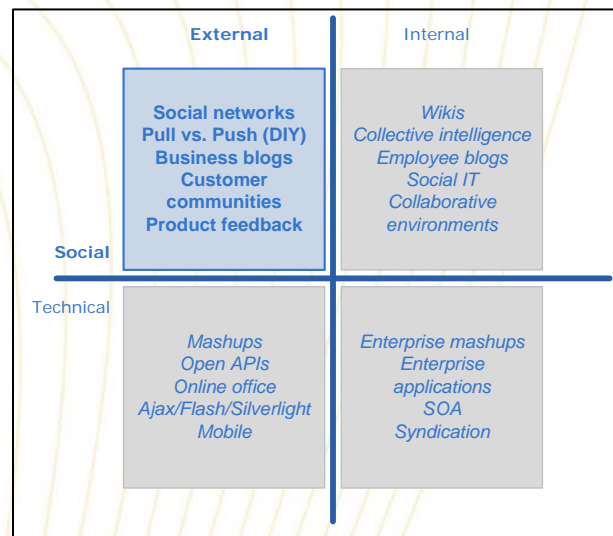 External
Internal
Social networks
Pull vs. Push (DIY)
Business blogs
Customer
communities
Product feedback
Wikis
Collective intelligence
Employee blogs
Social IT
Collaborative
environments
Social
Technical
Mashups
Open APIs
Online office
Ajax/Flash/Silverlight
Mobile
Enterprise mashups
Enterprise
applications
SOA
Syndication